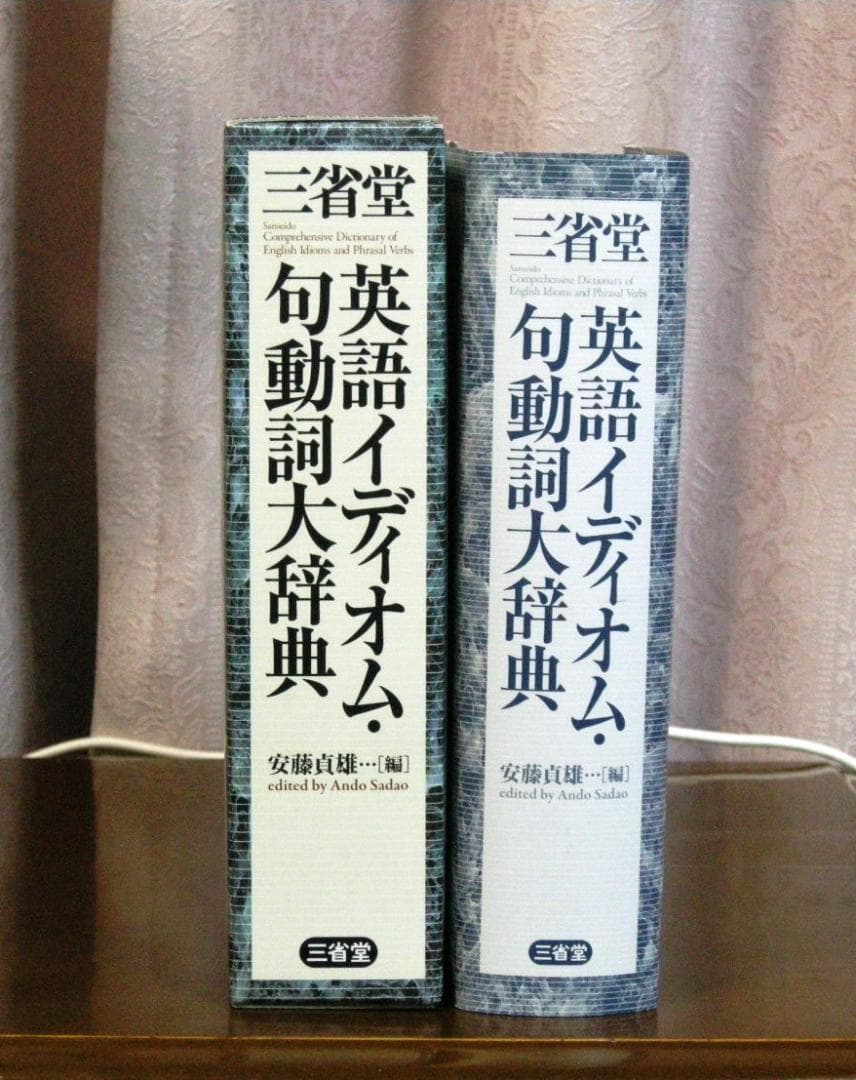 三省堂
Sanseido
Comprehensive Dictionary of
English Idioms and Phrasal Verbs
英語イディオム・
句動詞大辞典
安藤貞雄…[編]
edited by Ando Sadao
三省堂
三省堂
Sanseido
Comprehensive Dictionary of
English Idioms and Phrasal Verbs
英語イディオム・
句動詞大辞典
安藤貞雄…[編]
edited by Ando Sadao
三省堂